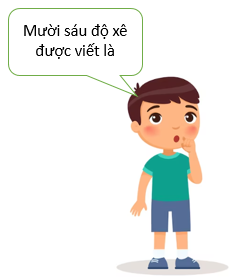 Mười sáu độ xê
được viết là